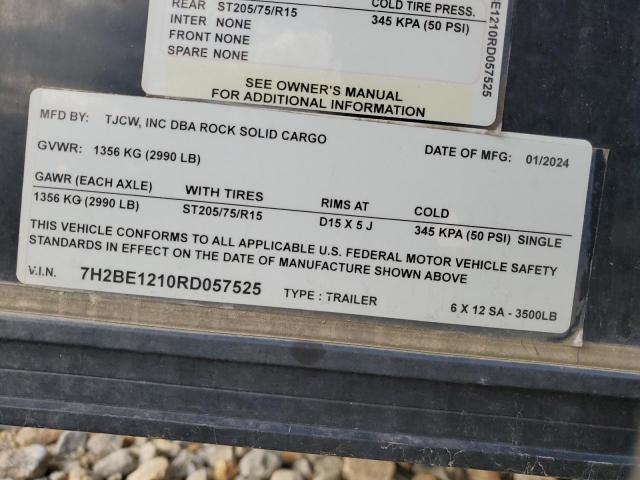 REAR ST205/75/R15 COLD TIRE PRESS.
INTER NONE 345 KPA (50 PSI)
FRONT NONE
SPARE NONE
SEE OWNER'S MANUAL
FOR ADDITIONAL INFORMATION
E1210RD057525
MFD BY: TJCW, INC DBA ROCK SOLID CARGO DATE OF MFG: 01/2024
GVWR: 1356 KG (2990 LB)
GAWR (EACH AXLE) WITH TIRES RIMS AT COLD
1356 KG (2990 LB) ST205/75/R15 D15 X 5 J 345 KPA (50 PSI) SINGLE
THIS VEHICLE CONFORMS TO ALL APPLICABLE U.S. FEDERAL MOTOR VEHICLE SAFETY
STANDARDS IN EFFECT ON THE DATE OF MANUFACTURE SHOWN ABOVE
V.I.N. 7H2BE1210RD057525 TYPE : TRAILER 6 X 12 SA - 3500LB